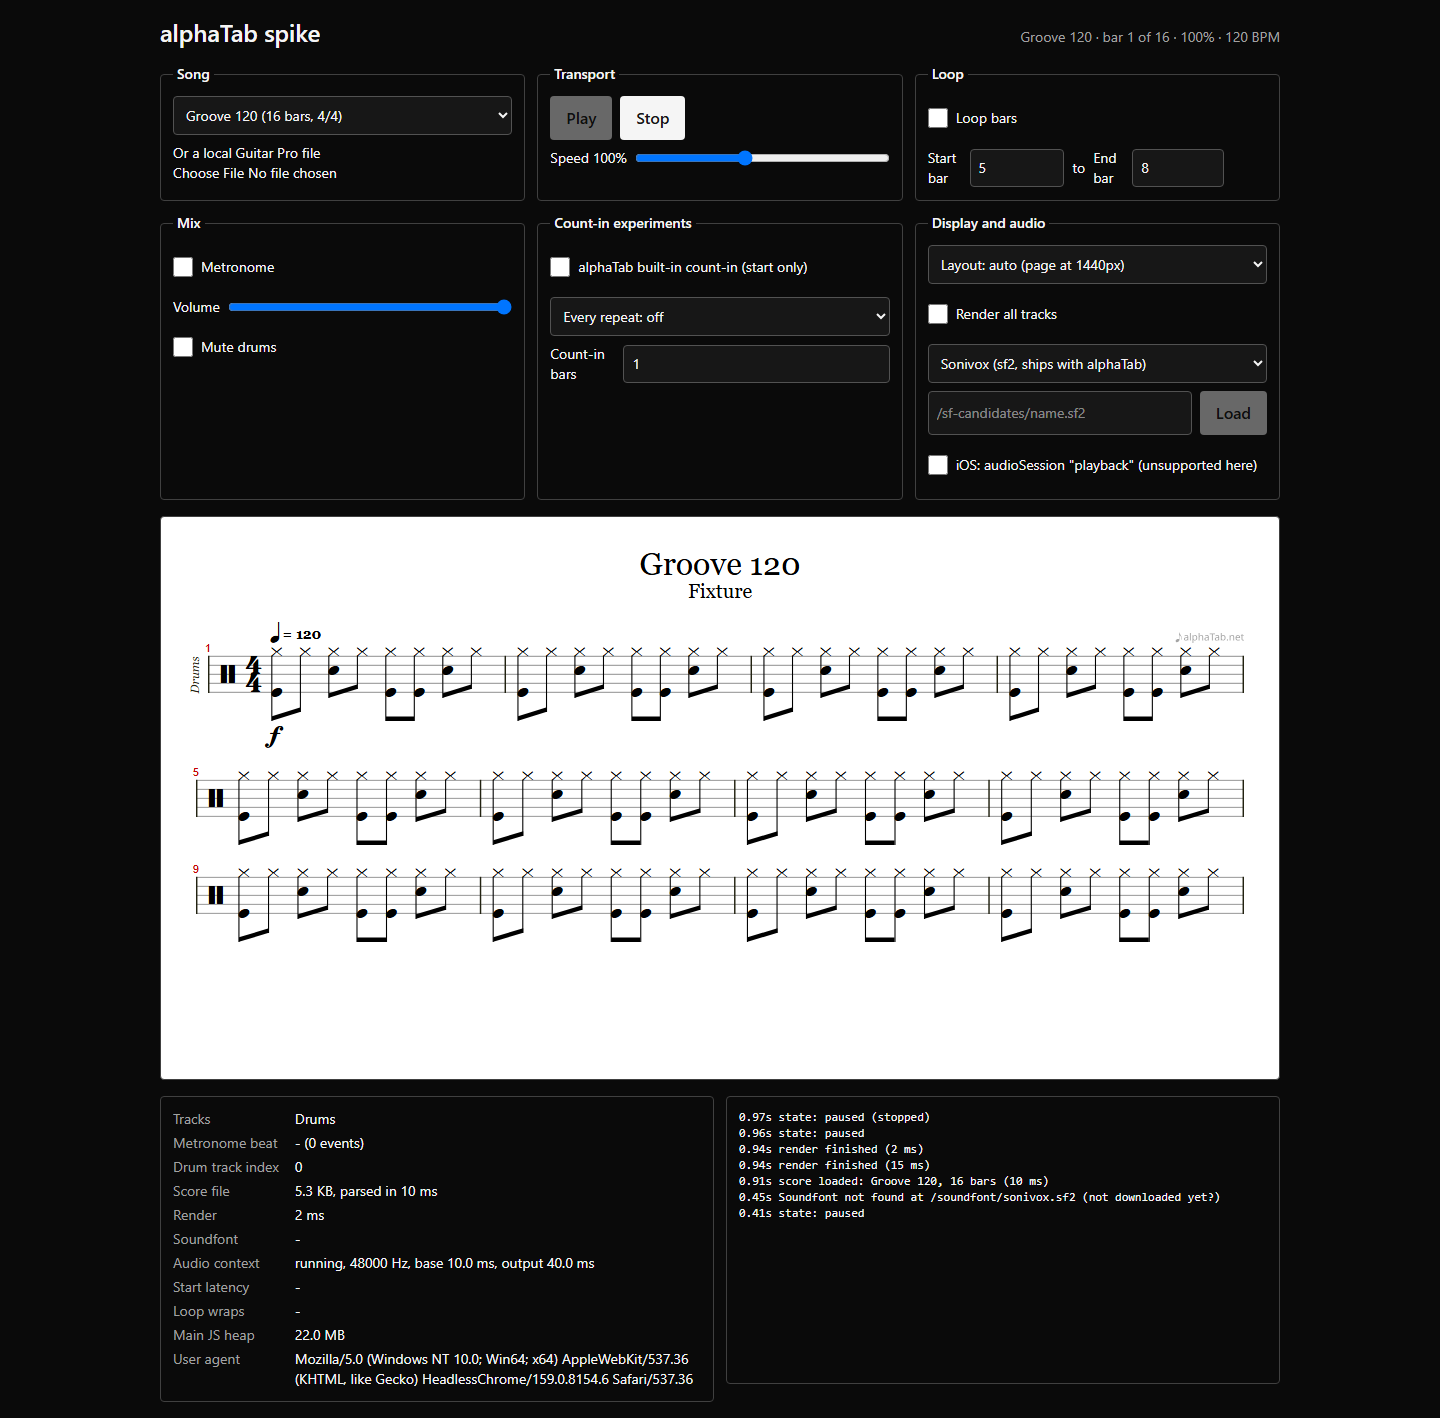 alphaTab spike
Groove 120 · bar 1 of 16 · 100% · 120 BPM
Song
Groove 120 (16 bars, 4/4)
Or a local Guitar Pro file
Choose File No file chosen
Transport
Play
Stop
Speed 100%
Loop
Loop bars
Start bar
5
to
End bar
8
Mix
Metronome
Volume
Mute drums
Count-in experiments
alphaTab built-in count-in (start only)
Every repeat: off
Count-in bars
1
Display and audio
Layout: auto (page at 1440px)
Render all tracks
Sonivox (sf2, ships with alphaTab)
/sf-candidates/name.sf2
Load
iOS: audioSession "playback" (unsupported here)
Groove 120
Fixture
= 120
alphaTab.net
1
Drums
4
4
f
5
9
Tracks Drums
Metronome beat - (0 events)
Drum track index 0
Score file 5.3 KB, parsed in 10 ms
Render 2 ms
Soundfont -
Audio context running, 48000 Hz, base 10.0 ms, output 40.0 ms
Start latency -
Loop wraps -
Main JS heap 22.0 MB
User agent Mozilla/5.0 (Windows NT 10.0; Win64; x64) AppleWebKit/537.36
(KHTML, like Gecko) HeadlessChrome/159.0.8154.6 Safari/537.36
0.97s state: paused (stopped)
0.96s state: paused
0.94s render finished (2 ms)
0.94s render finished (15 ms)
0.91s score loaded: Groove 120, 16 bars (10 ms)
0.45s Soundfont not found at /soundfont/sonivox.sf2 (not downloaded yet?)
0.41s state: paused